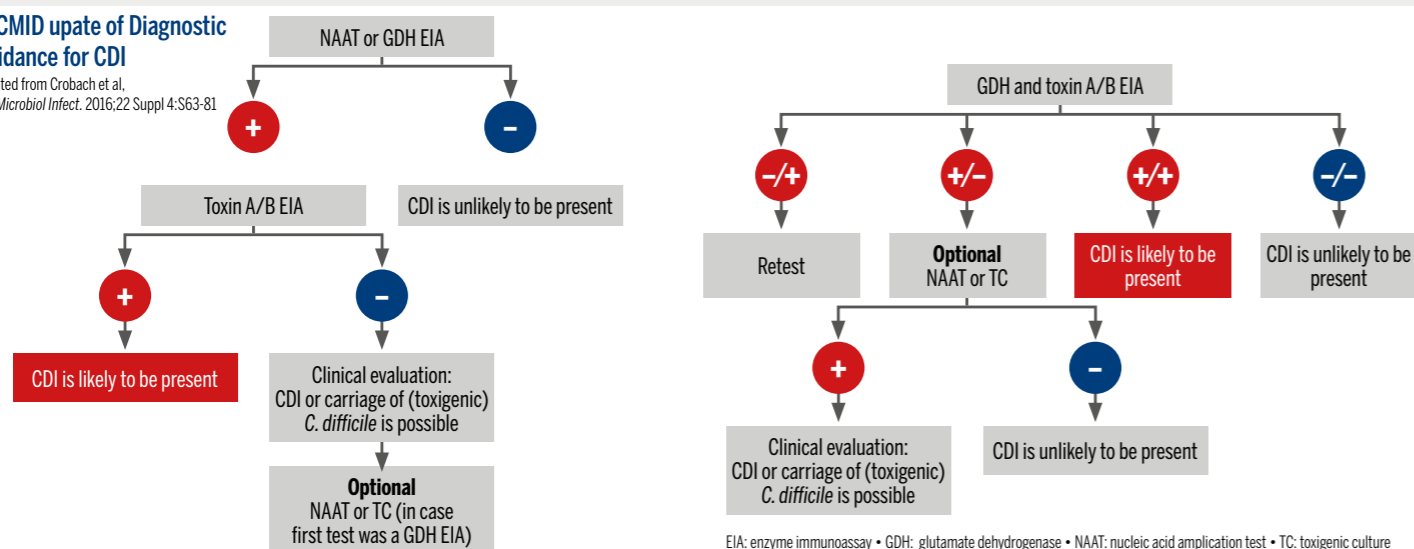 CMID upate of Diagnostic
idance for CDI
ted from Crobach et al,
Microbiol Infect. 2016;22 Suppl 4:S63-81
NAAT or GDH EIA
+
–
Toxin A/B EIA
CDI is unlikely to be present
+
–
CDI is likely to be present
Clinical evaluation:
CDI or carriage of (toxigenic)
C. difficile is possible
Optional
NAAT or TC (in case
first test was a GDH EIA)
GDH and toxin A/B EIA
–/+
+/–
+/+
–/–
Retest
Optional
NAAT or TC
CDI is likely to be
present
CDI is unlikely to be
present
+
–
Clinical evaluation:
CDI or carriage of (toxigenic)
C. difficile is possible
CDI is unlikely to be present
EIA: enzyme immunoassay • GDH: glutamate dehydrogenase • NAAT: nucleic acid amplication test • TC: toxigenic culture